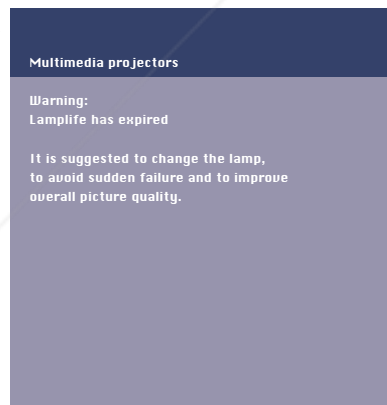 Multimedia projectors
Warning:
Lamplife has expired
It is suggested to change the lamp,
to avoid sudden failure and to improve
overall picture quality.